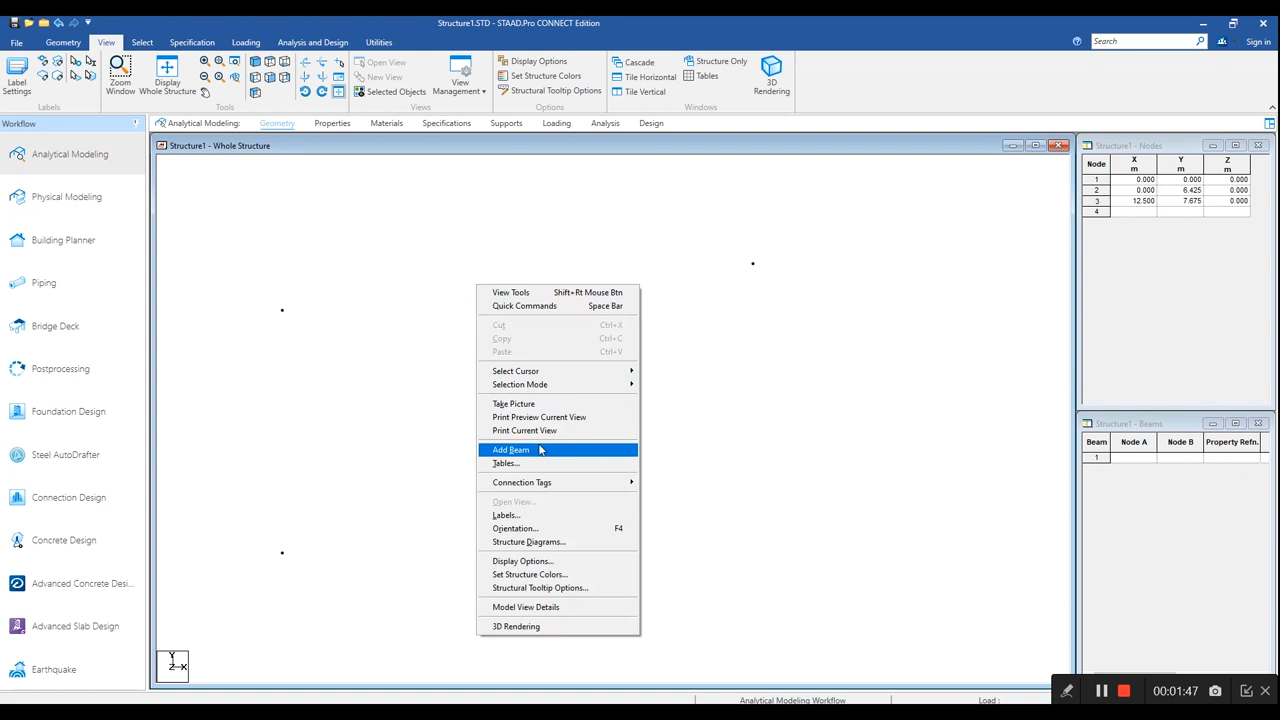 Structure1.STD - STAAD.Pro CONNECT Edition
File Geometry View Select Specification Loading Analysis and Design Utilities Search Sign in
Label Settings
Zoom Window
Display Whole Structure
Open View
New View
Selected Objects
View Management
Display Options
Set Structure Colors
Structural Tooltip Options
Cascade
Tile Horizontal
Tile Vertical
Structure Only
Tables
3D Rendering
Labels Tools Views Options Windows
Workflow
Analytical Modeling: Geometry Properties Materials Specifications Supports Loading Analysis Design
Analytical Modeling
Physical Modeling
Building Planner
Piping
Bridge Deck
Postprocessing
Foundation Design
Steel AutoDrafter
Connection Design
Concrete Design
Advanced Concrete Desi...
Advanced Slab Design
Earthquake
Structure1 - Whole Structure
View Tools Shift+Rt Mouse Btn
Quick Commands Space Bar
Cut Ctrl+X
Copy Ctrl+C
Paste Ctrl+V
Select Cursor
Selection Mode
Take Picture
Print Preview Current View
Print Current View
Add Beam
Tables...
Connection Tags
Open View...
Labels...
Orientation... F4
Structure Diagrams...
Display Options...
Set Structure Colors...
Structural Tooltip Options...
Model View Details
3D Rendering
Y
Z X
Structure1 - Nodes
Node X m Y m Z m
1 0.000 0.000 0.000
2 0.000 6.425 0.000
3 12.500 7.675 0.000
4
Structure1 - Beams
Beam Node A Node B Property Refn.
1
Analytical Modeling Workflow Load :
00:01:47